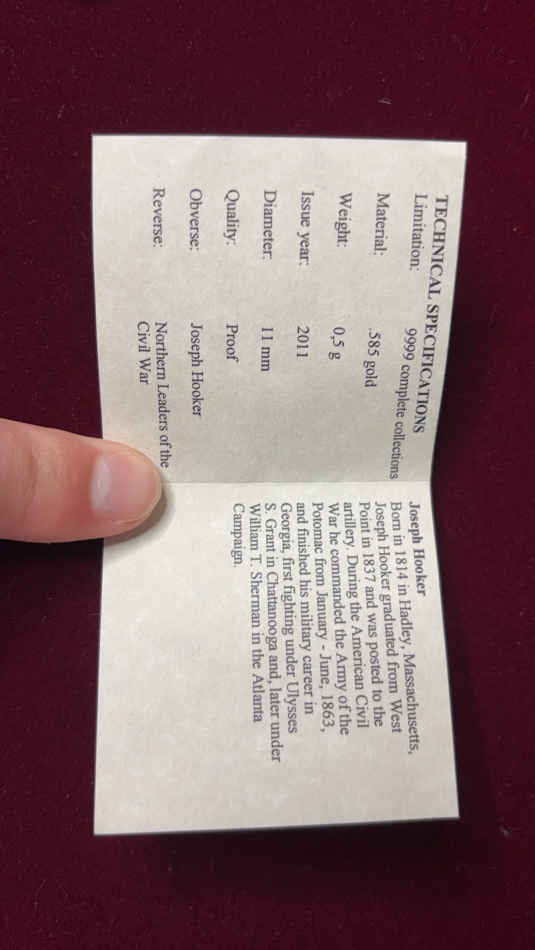 TECHNICAL SPECIFICATIONS
Limitation: 9999 complete collections
Material: .585 gold
Weight: 0,5 g
Issue year: 2011
Diameter: 11 mm
Quality: Proof
Obverse: Joseph Hooker
Reverse: Northern Leaders of the
Civil War
Joseph Hooker
Born in 1814 in Hadley, Massachusetts,
Joseph Hooker graduated from West
Point in 1837 and was posted to the
artillery. During the American Civil
War he commanded the Army of the
Potomac from January - June, 1863,
and finished his military career in
Georgia, first fighting under Ulysses
S. Grant in Chattanooga and, later under
William T. Sherman in the Atlanta
Campaign.